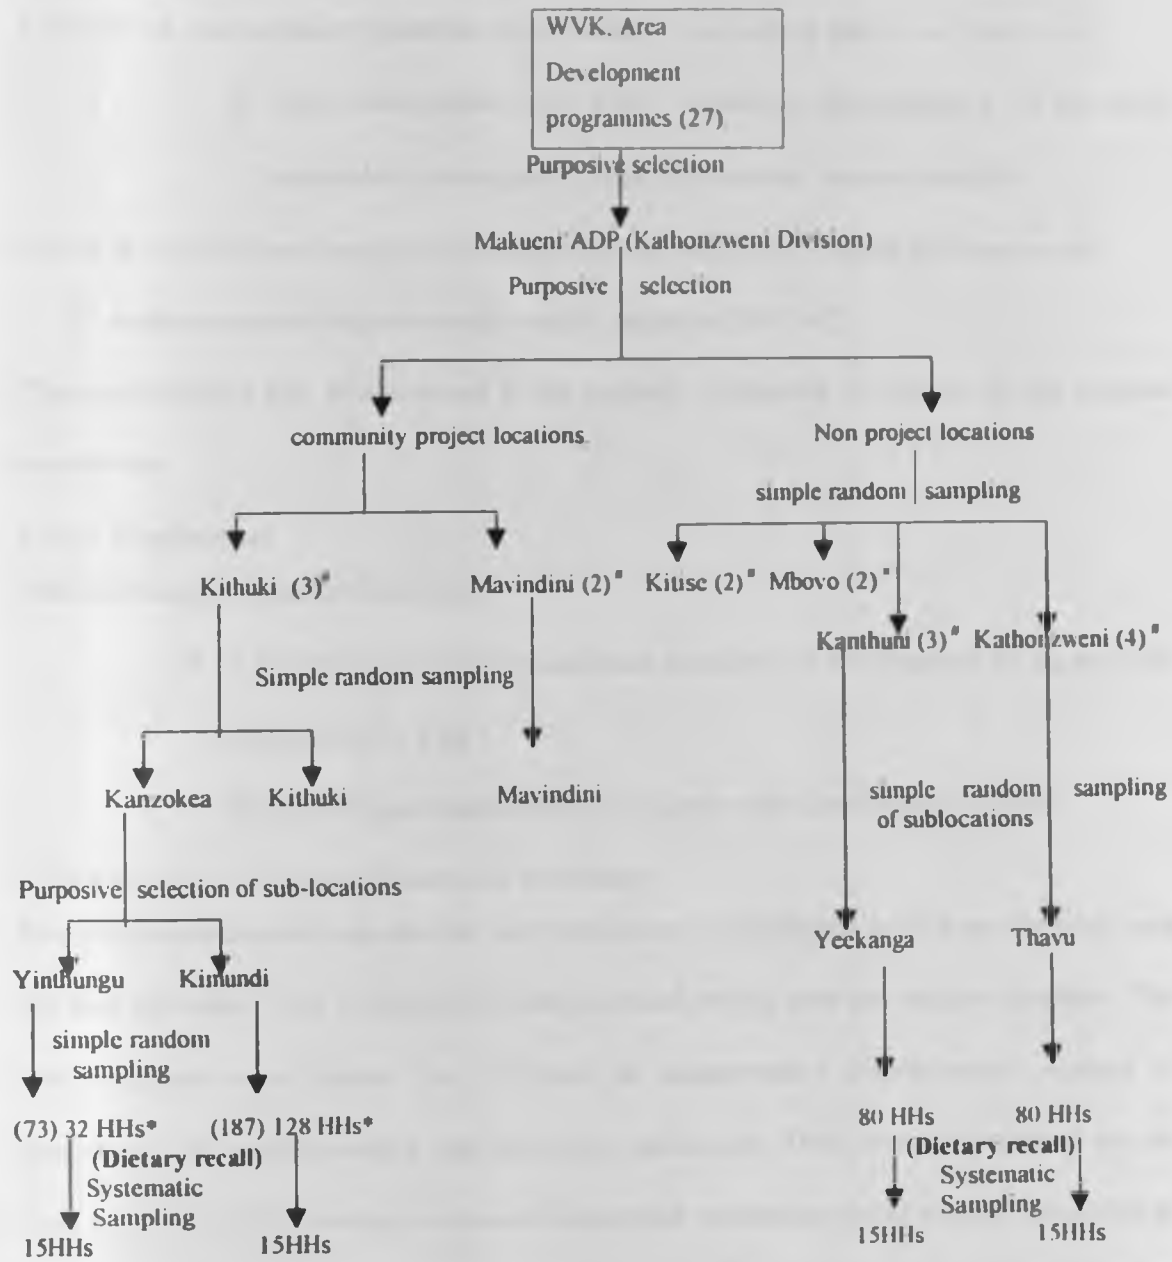 WVK. Area
Development
programmes (27)
Purposive selection
Makueni ADP (Kathonzweni Division)
Purposive selection
community project locations
Non project locations
simple random sampling
Kithuki (3)#
Mavindini (2)#
Kitise (2)#
Mbovo (2)#
Kanthuni (3)#
Kathonzweni (4)#
Simple random sampling
Kanzokea
Kithuki
Mavindini
simple random sampling
of sublocations
Purposive selection of sub-locations
Yinthungu
Kimundi
Yeekanga
Thavu
simple random
sampling
(73) 32 HHs*
(187) 128 HHs*
80 HHs
80 HHs
(Dietary recall)
(Dietary recall)
Systematic
Sampling
Systematic
Sampling
15HHs
15HHs
15HHs
15HHs